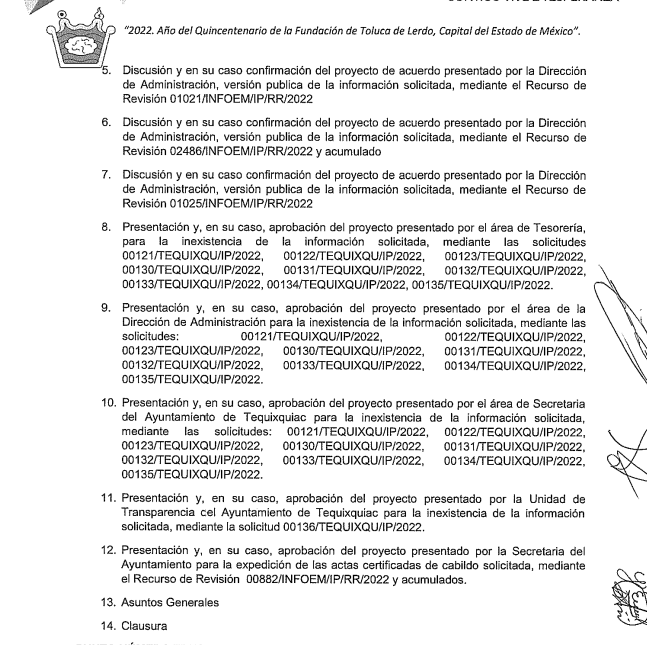 "2022. Año del Quincentenario de la Fundación de Toluca de Lerdo, Capital del Estado de México".
5. Discusión y en su caso confirmación del proyecto de acuerdo presentado por la Dirección
de Administración, versión publica de la información solicitada, mediante el Recurso de
Revisión 01021/INFOEM/IP/RR/2022
6. Discusión y en su caso confirmación del proyecto de acuerdo presentado por la Dirección
de Administración, versión publica de la información solicitada, mediante el Recurso de
Revisión 02486/INFOEM/IP/RR/2022 y acumulado
7. Discusión y en su caso confirmación del proyecto de acuerdo presentado por la Dirección
de Administración, versión publica de la información solicitada, mediante el Recurso de
Revisión 01025/INFOEM/IP/RR/2022
8. Presentación y, en su caso, aprobación del proyecto presentado por el área de Tesorería,
para la inexistencia de la información solicitada, mediante las solicitudes
00121/TEQUIXQU/IP/2022, 00122/TEQUIXQU/IP/2022, 00123/TEQUIXQU/IP/2022,
00130/TEQUIXQU/IP/2022, 00131/TEQUIXQU/IP/2022, 00132/TEQUIXQU/IP/2022,
00133/TEQUIXQU/IP/2022, 00134/TEQUIXQU/IP/2022, 00135/TEQUIXQU/IP/2022.
9. Presentación y, en su caso, aprobación del proyecto presentado por el área de la
Dirección de Administración para la inexistencia de la información solicitada, mediante las
solicitudes: 00121/TEQUIXQU/IP/2022, 00122/TEQUIXQU/IP/2022,
00123/TEQUIXQU/IP/2022, 00130/TEQUIXQU/IP/2022, 00131/TEQUIXQU/IP/2022,
00132/TEQUIXQU/IP/2022, 00133/TEQUIXQU/IP/2022, 00134/TEQUIXQU/IP/2022,
00135/TEQUIXQU/IP/2022.
10. Presentación y, en su caso, aprobación del proyecto presentado por el área de Secretaria
del Ayuntamiento de Tequixquiac para la inexistencia de la información solicitada,
mediante las solicitudes: 00121/TEQUIXQU/IP/2022, 00122/TEQUIXQU/IP/2022,
00123/TEQUIXQU/IP/2022, 00130/TEQUIXQU/IP/2022, 00131/TEQUIXQU/IP/2022,
00132/TEQUIXQU/IP/2022, 00133/TEQUIXQU/IP/2022, 00134/TEQUIXQU/IP/2022,
00135/TEQUIXQU/IP/2022.
11. Presentación y, en su caso, aprobación del proyecto presentado por la Unidad de
Transparencia cel Ayuntamiento de Tequixquiac para la inexistencia de la información
solicitada, mediante la solicitud 00136/TEQUIXQU/IP/2022.
12. Presentación y, en su caso, aprobación del proyecto presentado por la Secretaria del
Ayuntamiento para la expedición de las actas certificadas de cabildo solicitada, mediante
el Recurso de Revisión 00882/INFOEM/IP/RR/2022 y acumulados.
13. Asuntos Generales
14. Clausura